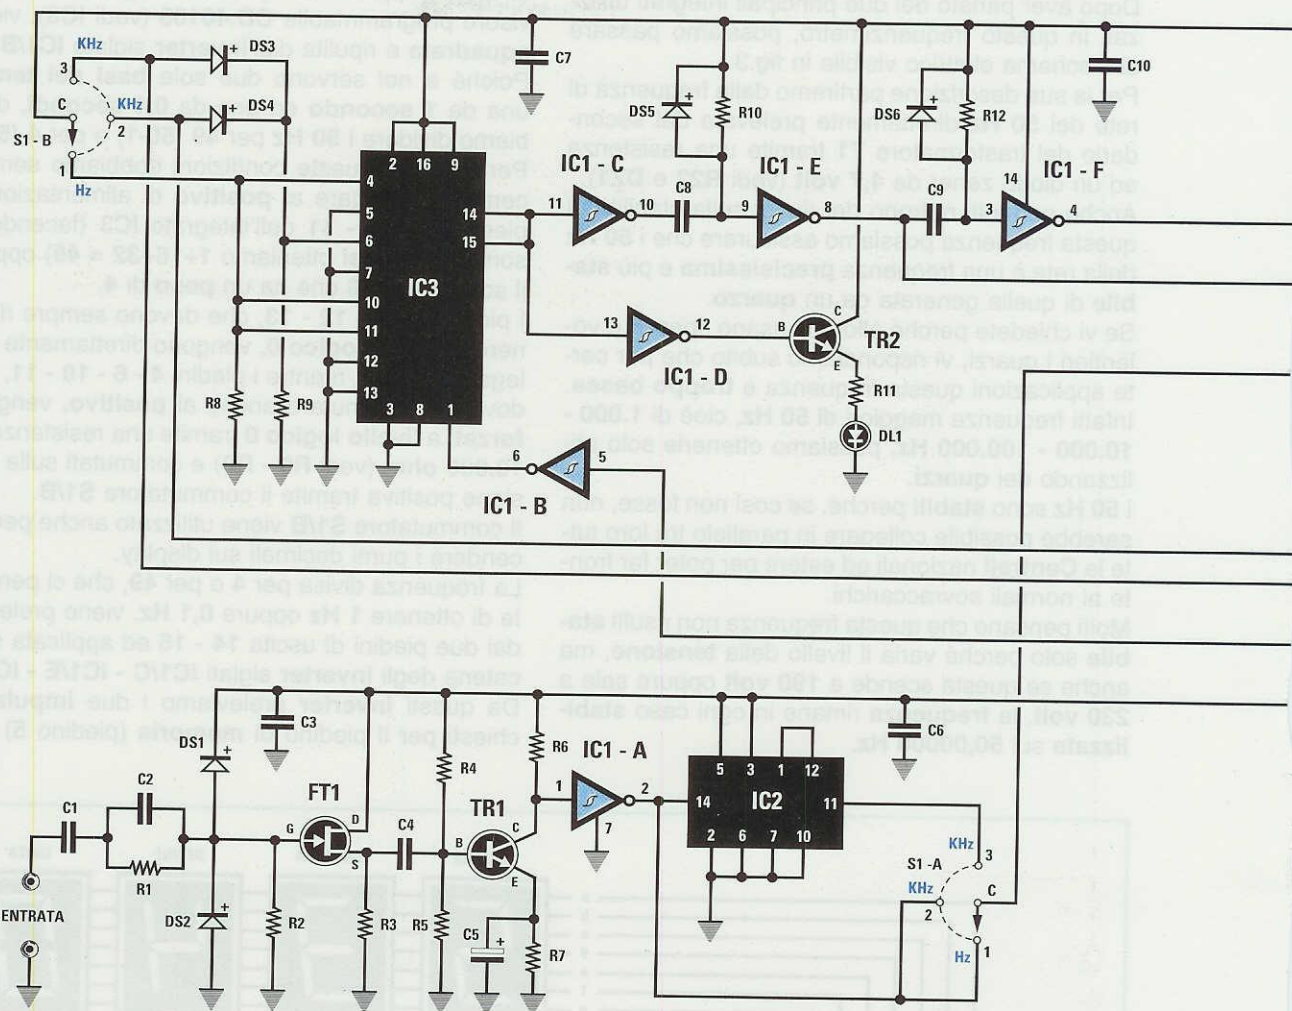 KHz
3
DS3
+
C
KHz
2
DS4
+
S1 - B
1
Hz
C7
DS5
+
R10
DS6
+
R12
C10
2 16 9
4
5
6
7
10
11
12
13
14
15
IC3
3 8 1
R8
R9
IC1 - C
11
10
C8
IC1 - E
9
8
C9
IC1 - F
14
3
4
13
12
IC1 - D
B
C
E
TR2
R11
DL1
6
5
IC1 - B
C3
DS1
+
C2
C1
R1
ENTRATA
DS2
+
R2
FT1
G
D
S
R3
C4
R4
R5
TR1
B
C
E
C5
+
R6
R7
IC1 - A
1
2
7
5 3 1 12
14
IC2
11
2 6 7 10
C6
KHz
3
S1 -A
KHz
2
C
Hz
1